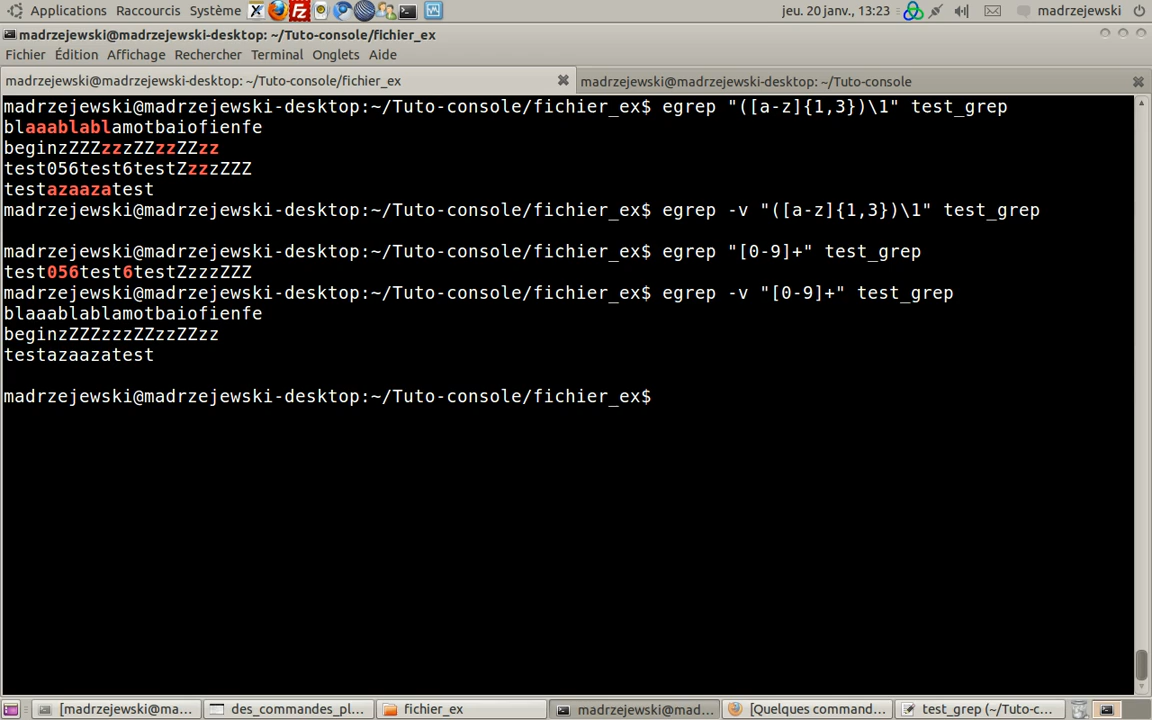 Applications Raccourcis Système jeu. 20 janv., 13:23 madrzejewski
madrzejewski@madrzejewski-desktop: ~/Tuto-console/fichier_ex
Fichier Édition Affichage Rechercher Terminal Onglets Aide
madrzejewski@madrzejewski-desktop: ~/Tuto-console/fichier_ex madrzejewski@madrzejewski-desktop: ~/Tuto-console
madrzejewski@madrzejewski-desktop:~/Tuto-console/fichier_ex$ egrep "([a-z]{1,3})\1" test_grep
blaaablablamotbaiofienfe
beginzZZZzzzZZzzZZzz
test056test6testZzzzZZZ
testazaazatest
madrzejewski@madrzejewski-desktop:~/Tuto-console/fichier_ex$ egrep -v "([a-z]{1,3})\1" test_grep
madrzejewski@madrzejewski-desktop:~/Tuto-console/fichier_ex$ egrep "[0-9]+" test_grep
test056test6testZzzzZZZ
madrzejewski@madrzejewski-desktop:~/Tuto-console/fichier_ex$ egrep -v "[0-9]+" test_grep
blaaablablamotbaiofienfe
beginzZZZzzzZZzzZZzz
testazaazatest
madrzejewski@madrzejewski-desktop:~/Tuto-console/fichier_ex$
[madrzejewski@ma... des_commandes_pl... fichier_ex madrzejewski@mad... [Quelques command... test_grep (~/Tuto-c...